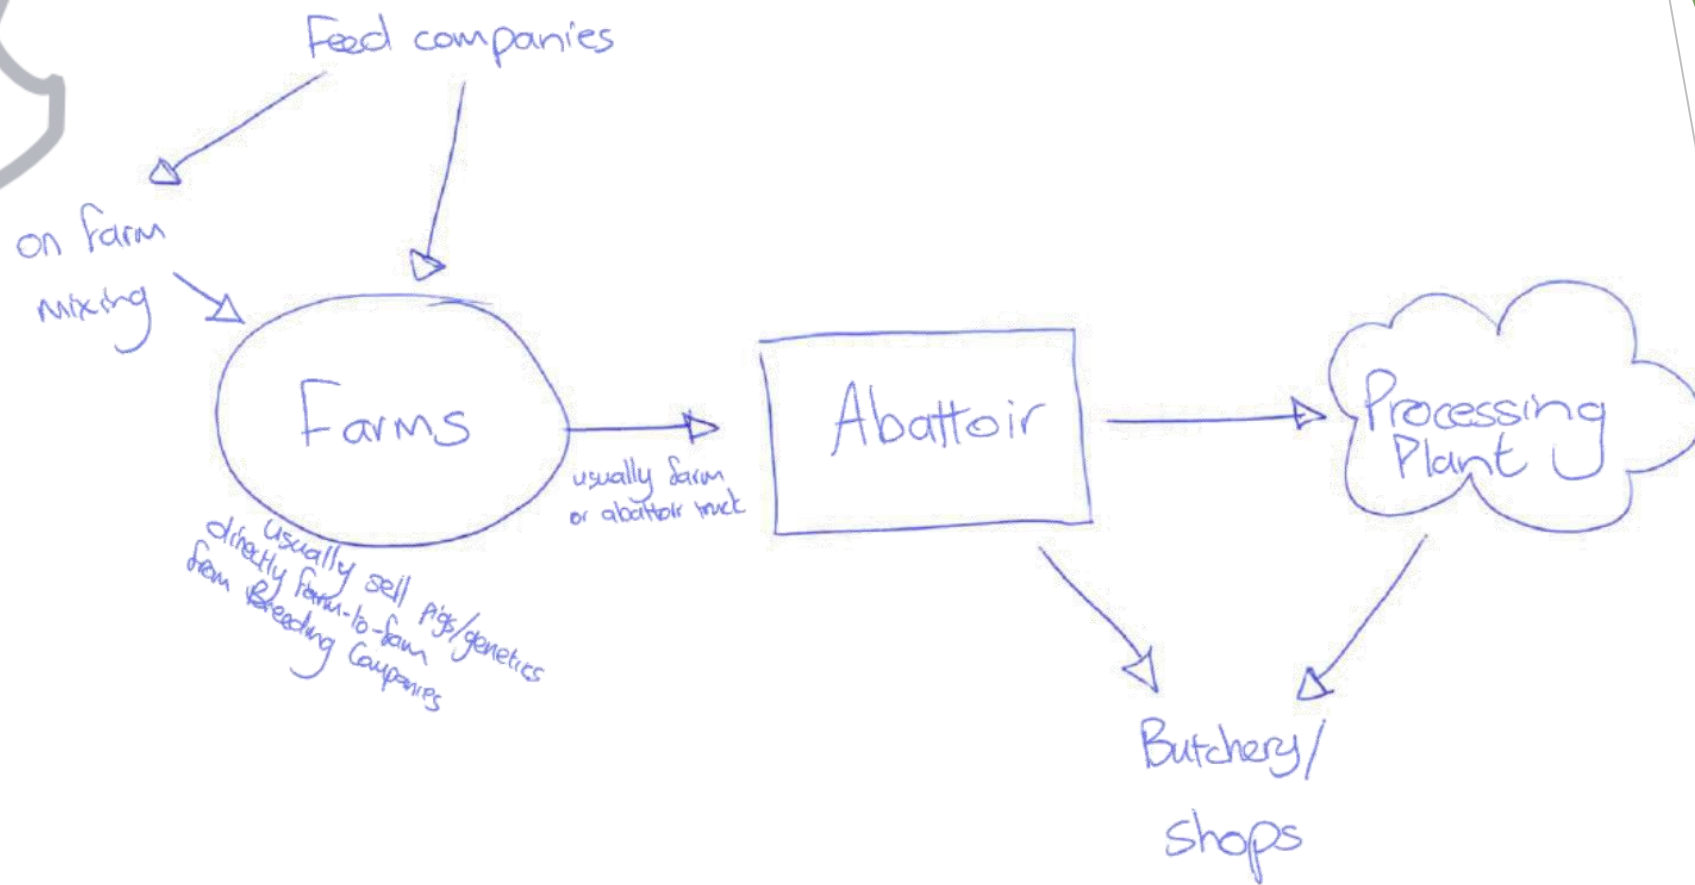 Feed companies
on farm
mixing
Farms
usually farm
or abattoir truck
Abattoir
Processing
Plant
usually sell pigs/genetics
directly farm-to-farm
from Breeding Companies
Butchery/
shops